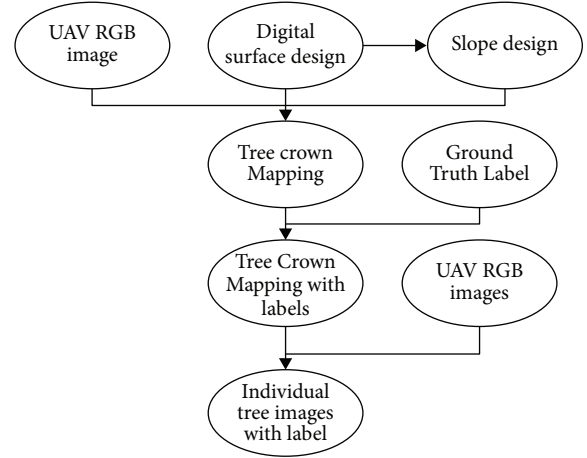 UAV RGB
image
Digital
surface design
Slope design
Tree crown
Mapping
Ground
Truth Label
Tree Crown
Mapping with
labels
UAV RGB
images
Individual
tree images
with label